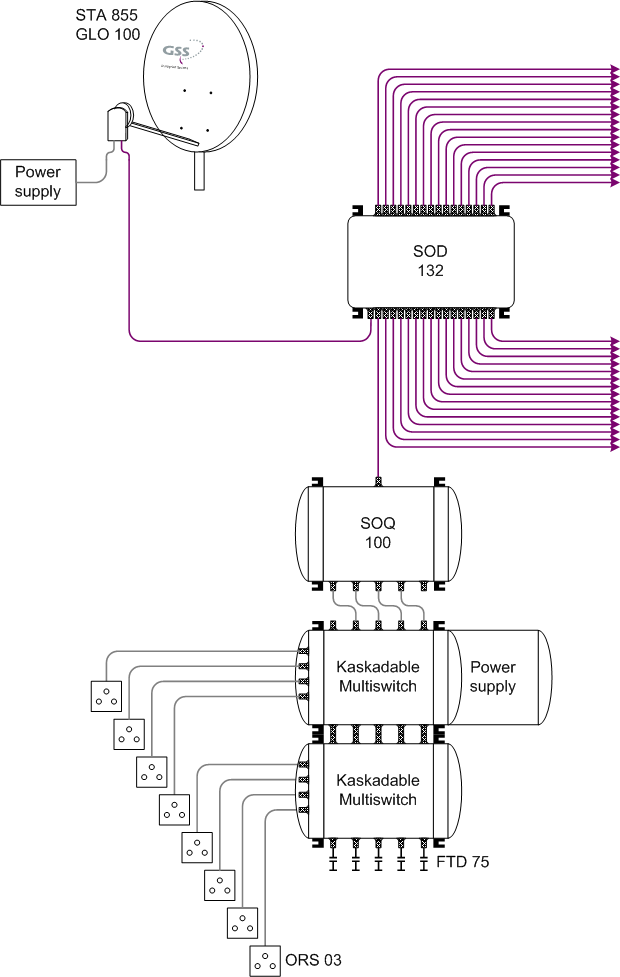 STA 855
GLO 100
GSS
Power
supply
SOD
132
SOQ
100
Kaskadable
Multiswitch
Power
supply
Kaskadable
Multiswitch
FTD 75
ORS 03